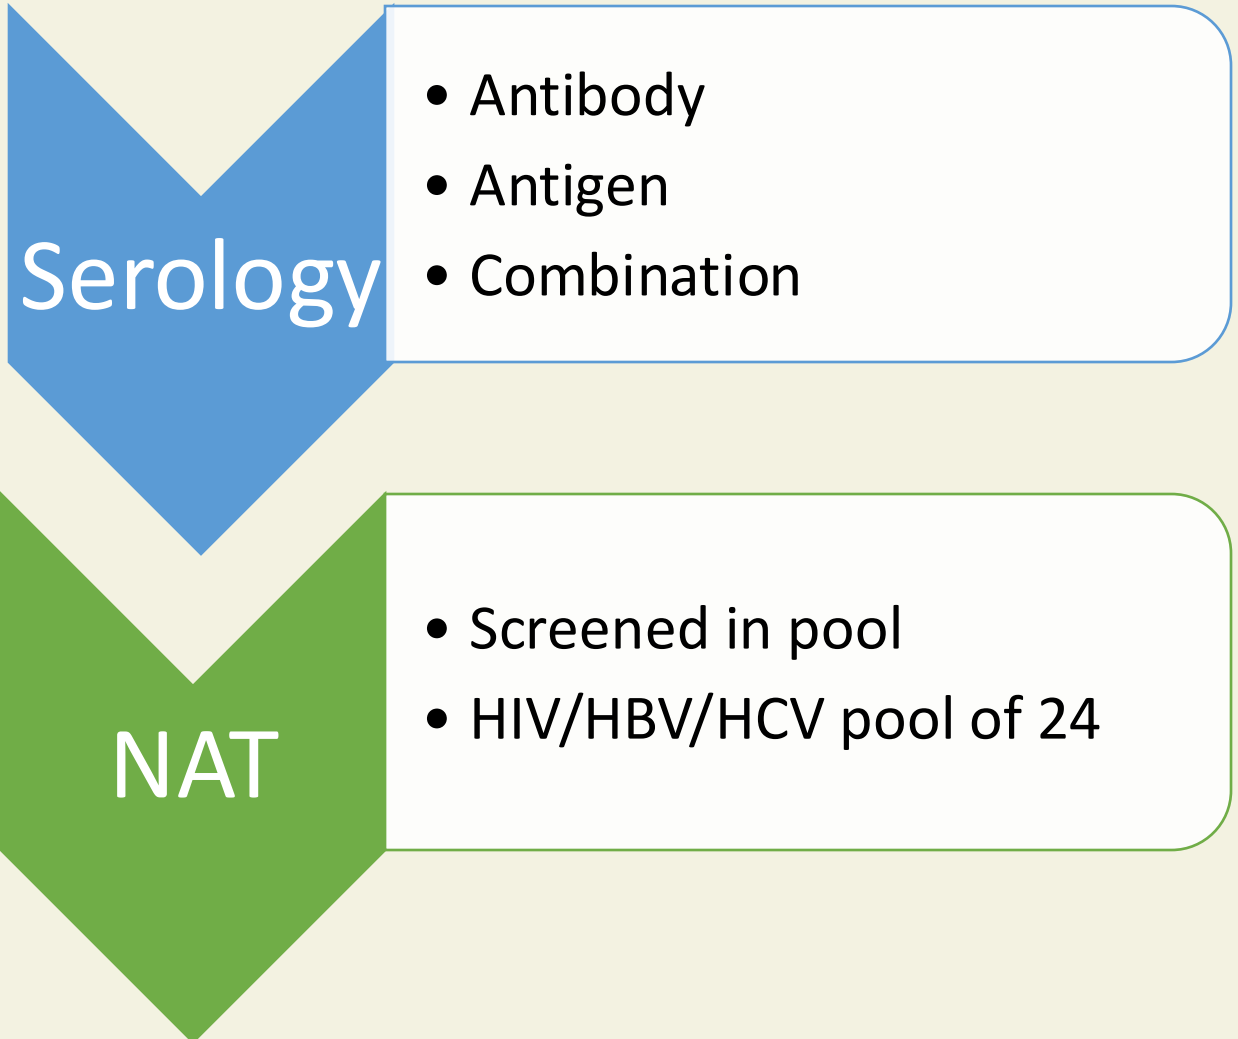 Serology
• Antibody
• Antigen
• Combination
NAT
• Screened in pool
• HIV/HBV/HCV pool of 24